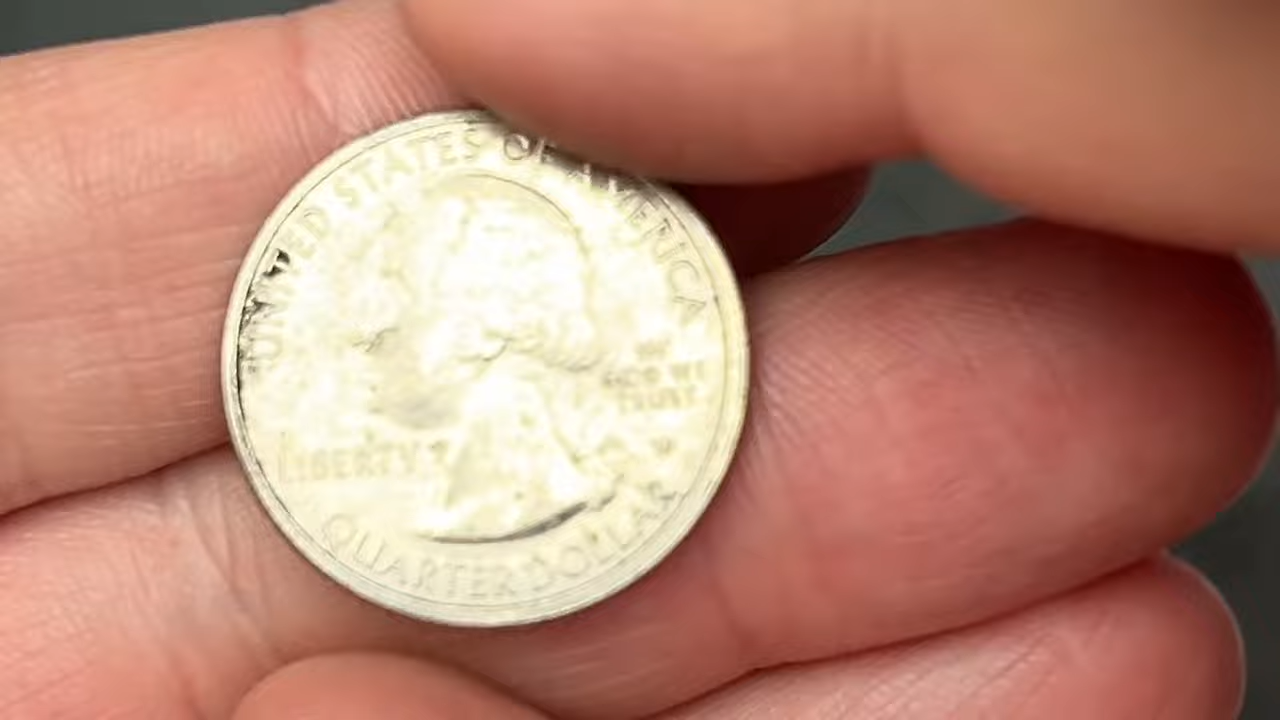 UNITED STATES OF AMERICA
LIBERTY
IN
GOD WE
TRUST
QUARTER DOLLAR